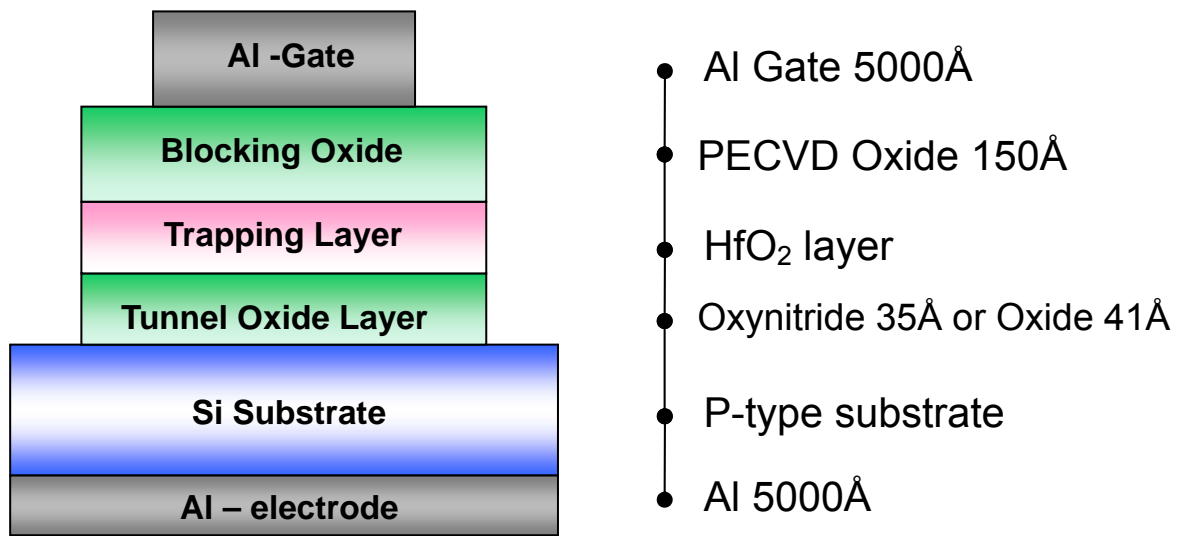 Al -Gate
Blocking Oxide
Trapping Layer
Tunnel Oxide Layer
Si Substrate
Al – electrode
Al Gate 5000Å
PECVD Oxide 150Å
HfO₂ layer
Oxynitride 35Å or Oxide 41Å
P-type substrate
Al 5000Å